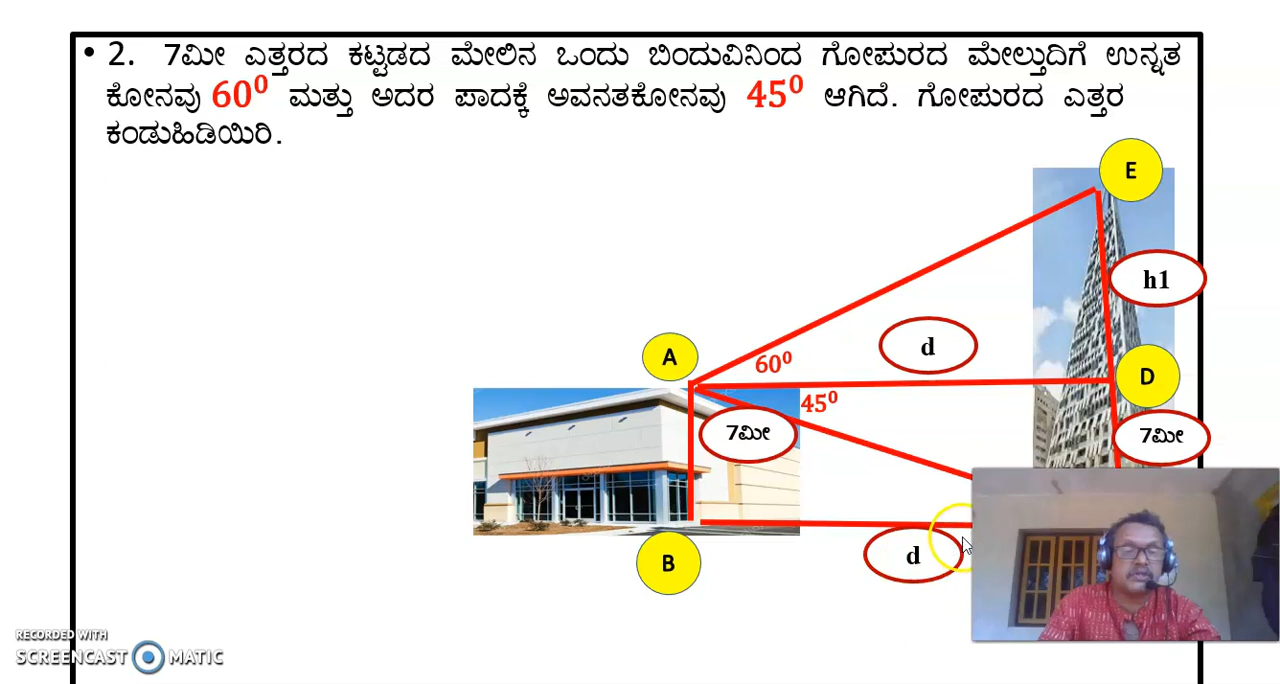 • 2. 7ಮೀ ಎತ್ತರದ ಕಟ್ಟಡದ ಮೇಲಿನ ಒಂದು ಬಿಂದುವಿನಿಂದ ಗೋಪುರದ ಮೇಲ್ತುದಿಗೆ ಉನ್ನತ
ಕೋನವು 60⁰ ಮತ್ತು ಅದರ ಪಾದಕ್ಕೆ ಅವನತಕೋನವು 45⁰ ಆಗಿದೆ. ಗೋಪುರದ ಎತ್ತರ
ಕಂಡುಹಿಡಿಯಿರಿ.
E
h1
d
A
60⁰
D
45⁰
7ಮೀ
7ಮೀ
d
B
RECORDED WITH
SCREENCAST MATIC